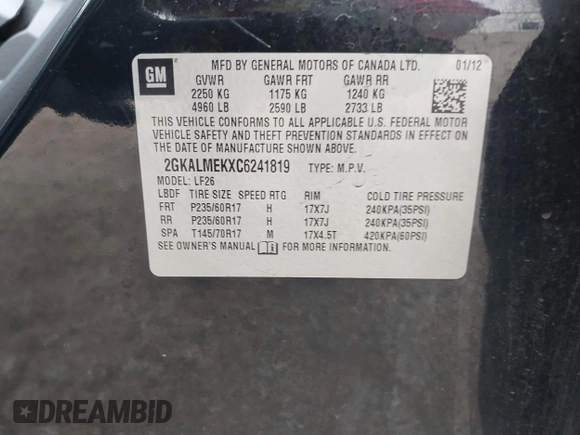 GM
MFD BY GENERAL MOTORS OF CANADA LTD. 01/12
GVWR GAWR FRT GAWR RR
2250 KG 1175 KG 1240 KG
4960 LB 2590 LB 2733 LB
THIS VEHICLE CONFORMS TO ALL APPLICABLE U.S. FEDERAL MOTOR
VEHICLE SAFETY AND THEFT PREVENTION STANDARDS IN EFFECT ON
THE DATE OF MANUFACTURE SHOWN ABOVE.
2GKALMEKXC6241819 TYPE: M.P.V.
MODEL: LF26
LBDF TIRE SIZE SPEED RTG RIM COLD TIRE PRESSURE
FRT P235/60R17 H 17X7J 240KPA(35PSI)
RR P235/60R17 H 17X7J 240KPA(35PSI)
SPA T145/70R17 M 17X4.5T 420KPA(60PSI)
SEE OWNER'S MANUAL FOR MORE INFORMATION.
DREAMBID